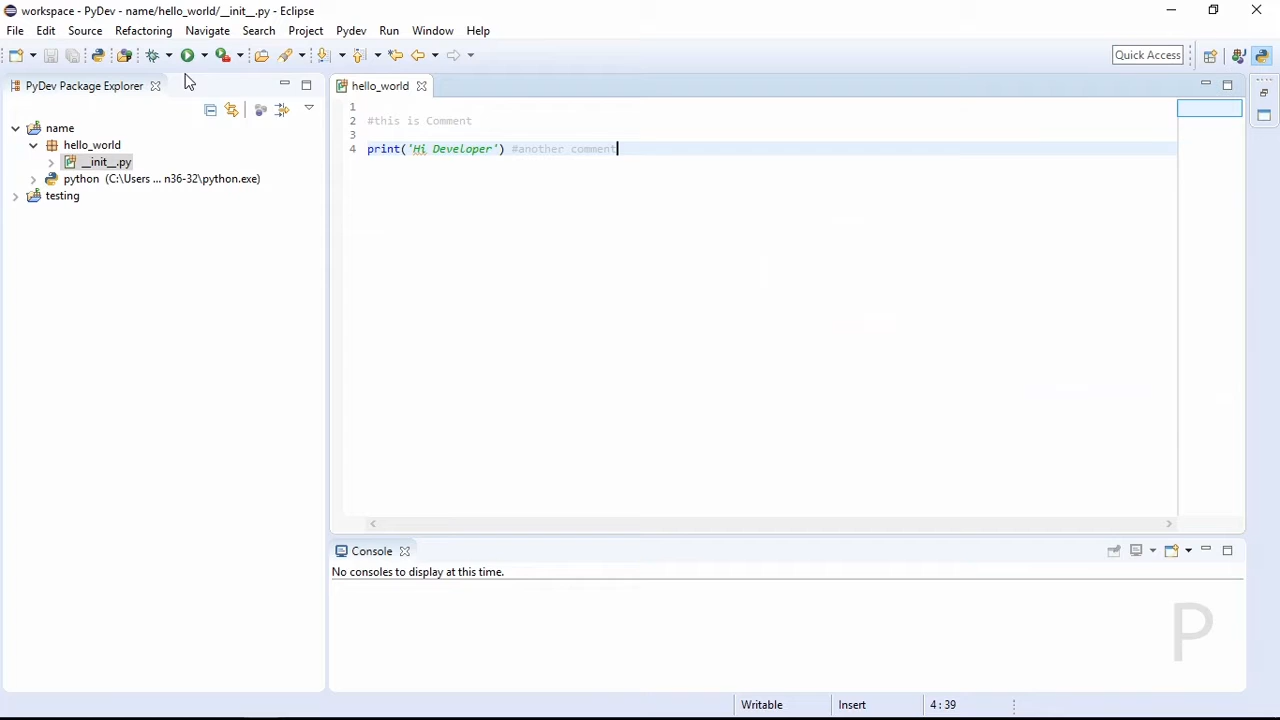 workspace - PyDev - name/hello_world/__init__.py - Eclipse
File Edit Source Refactoring Navigate Search Project Pydev Run Window Help
Quick Access
PyDev Package Explorer
name
hello_world
__init__.py
python (C:\Users ... n36-32\python.exe)
testing
hello_world
1
2 #this is Comment
3
4 print('Hi Developer') #another comment
Console
No consoles to display at this time.
P
Writable Insert 4 : 39